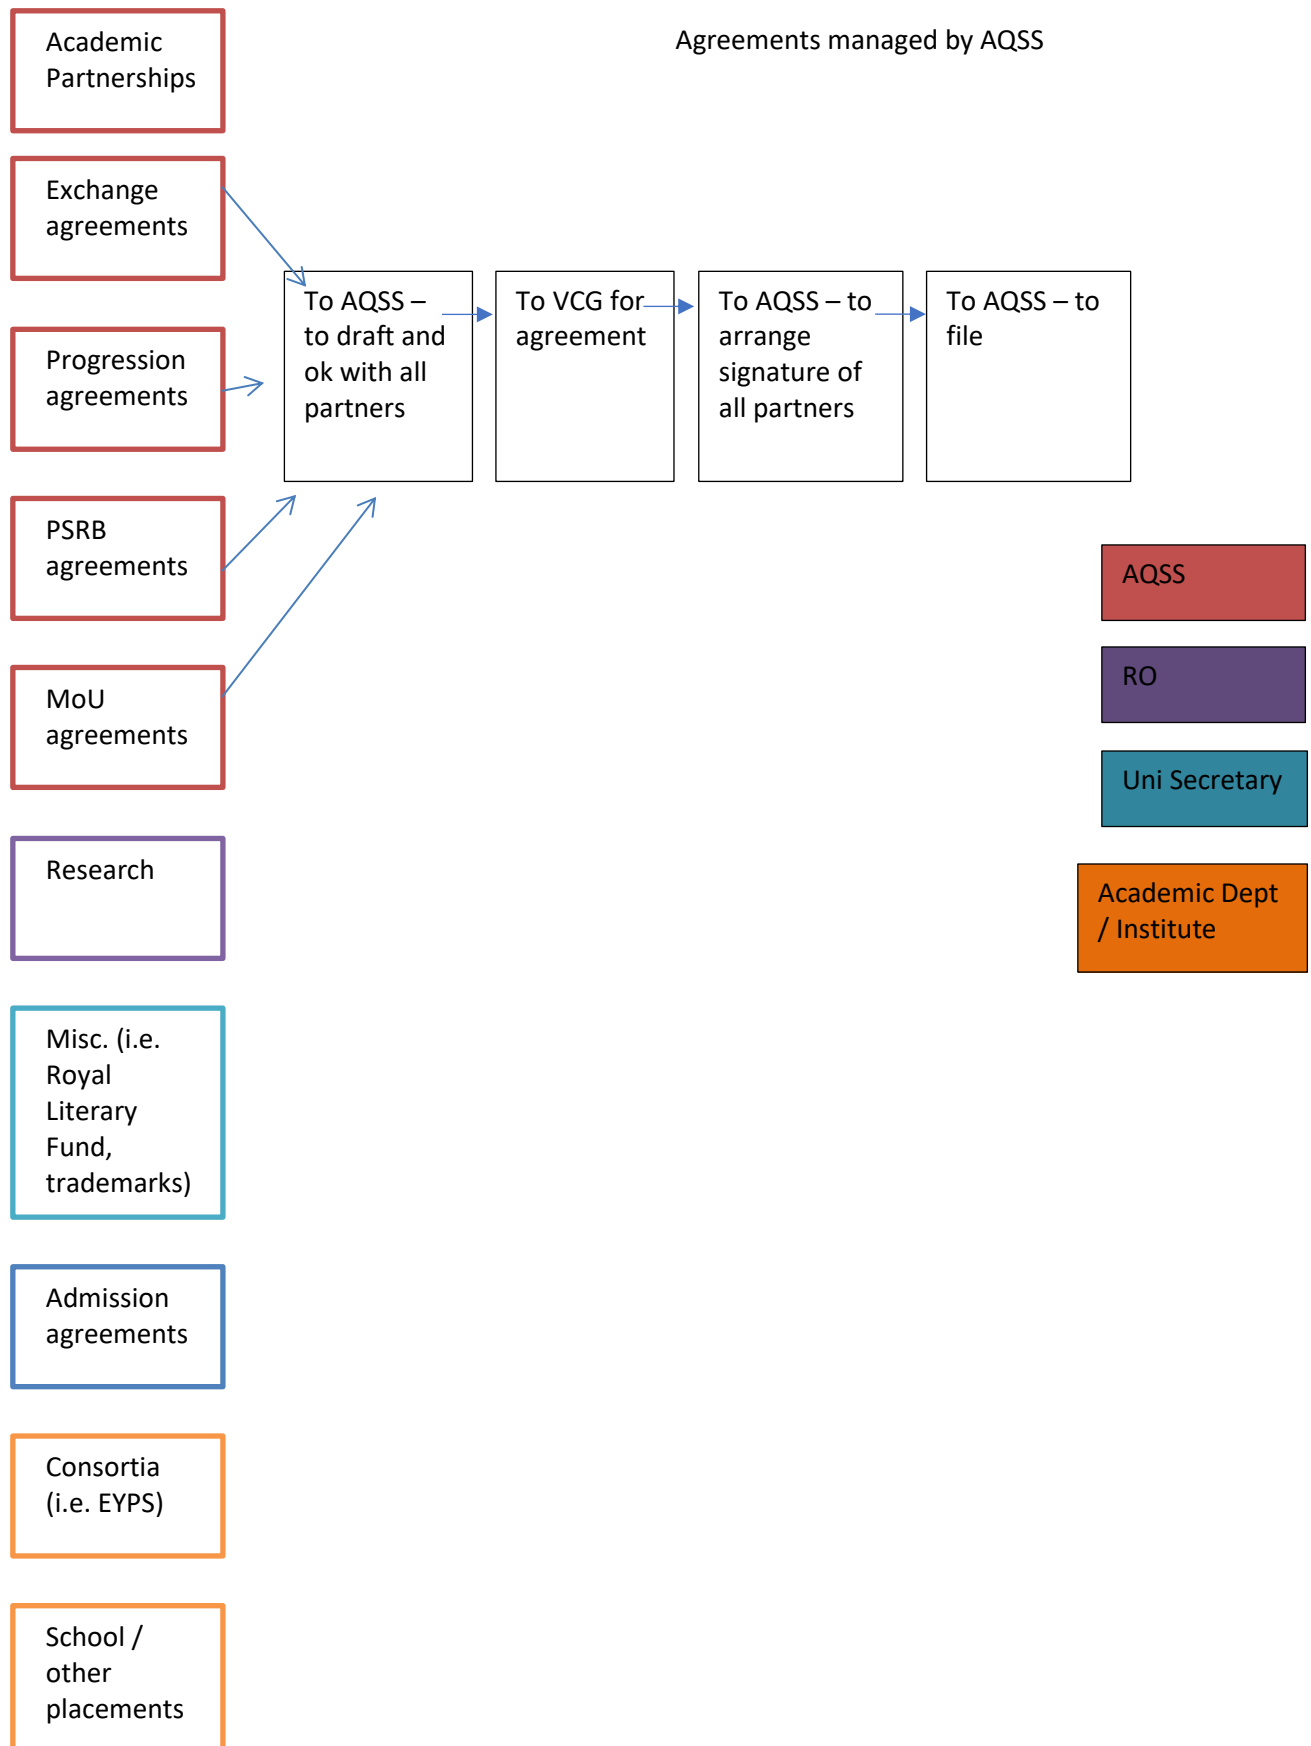 Academic
Partnerships
Agreements managed by AQSS
Exchange
agreements
To AQSS –
to draft and
ok with all
partners
To VCG for
agreement
To AQSS – to
arrange
signature of
all partners
To AQSS – to
file
Progression
agreements
PSRB
agreements
AQSS
RO
MoU
agreements
Uni Secretary
Research
Academic Dept
/ Institute
Misc. (i.e.
Royal
Literary
Fund,
trademarks)
Admission
agreements
Consortia
(i.e. EYPS)
School /
other
placements